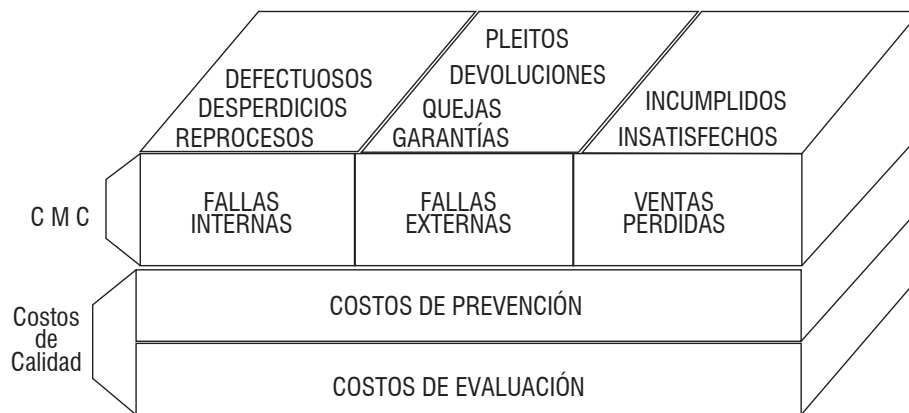 DEFECTUOSOS
DESPERDICIOS
REPROCESOS
PLEITOS
DEVOLUCIONES
QUEJAS
GARANTÍAS
INCUMPLIDOS
INSATISFECHOS
C M C
FALLAS
INTERNAS
FALLAS
EXTERNAS
VENTAS
PERDIDAS
Costos
de
Calidad
COSTOS DE PREVENCIÓN
COSTOS DE EVALUACIÓN